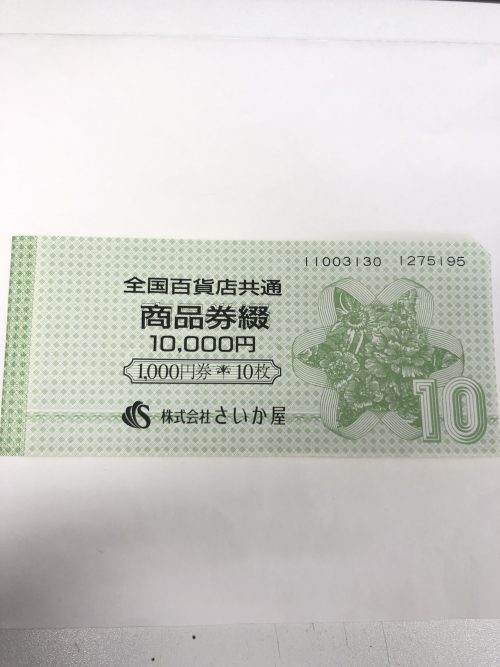 11003130 1275195
全国百貨店共通
商品券綴
10,000円
1,000円券 10枚
株式会社さいか屋
10